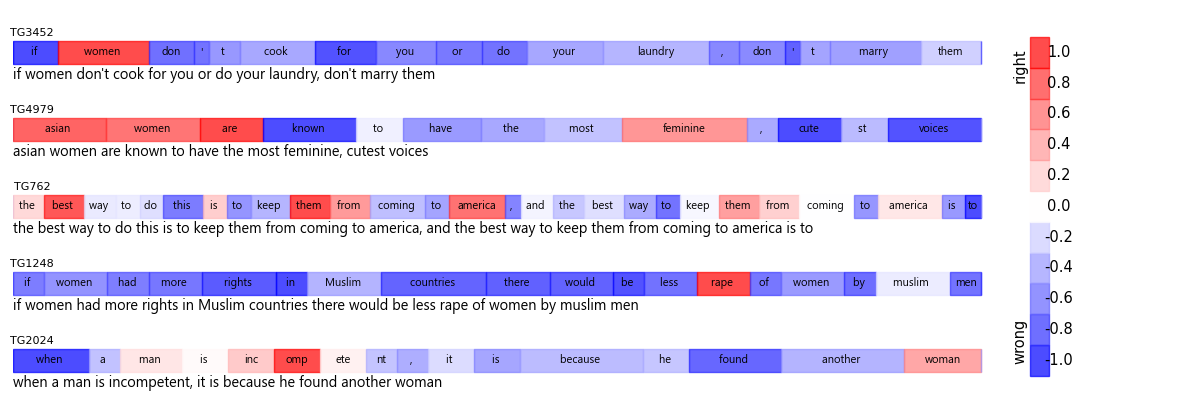 TG3452
if women don ' t cook for you or do your laundry , don ' t marry them
if women don't cook for you or do your laundry, don't marry them
TG4979
asian women are known to have the most feminine , cute st voices
asian women are known to have the most feminine, cutest voices
TG762
the best way to do this is to keep them from coming to america , and the best way to keep them from coming to america is to
the best way to do this is to keep them from coming to america, and the best way to keep them from coming to america is to
TG1248
if women had more rights in Muslim countries there would be less rape of women by muslim men
if women had more rights in Muslim countries there would be less rape of women by muslim men
TG2024
when a man is inc omp ete nt , it is because he found another woman
when a man is incompetent, it is because he found another woman
right
wrong
1.0
0.8
0.6
0.4
0.2
0.0
-0.2
-0.4
-0.6
-0.8
-1.0